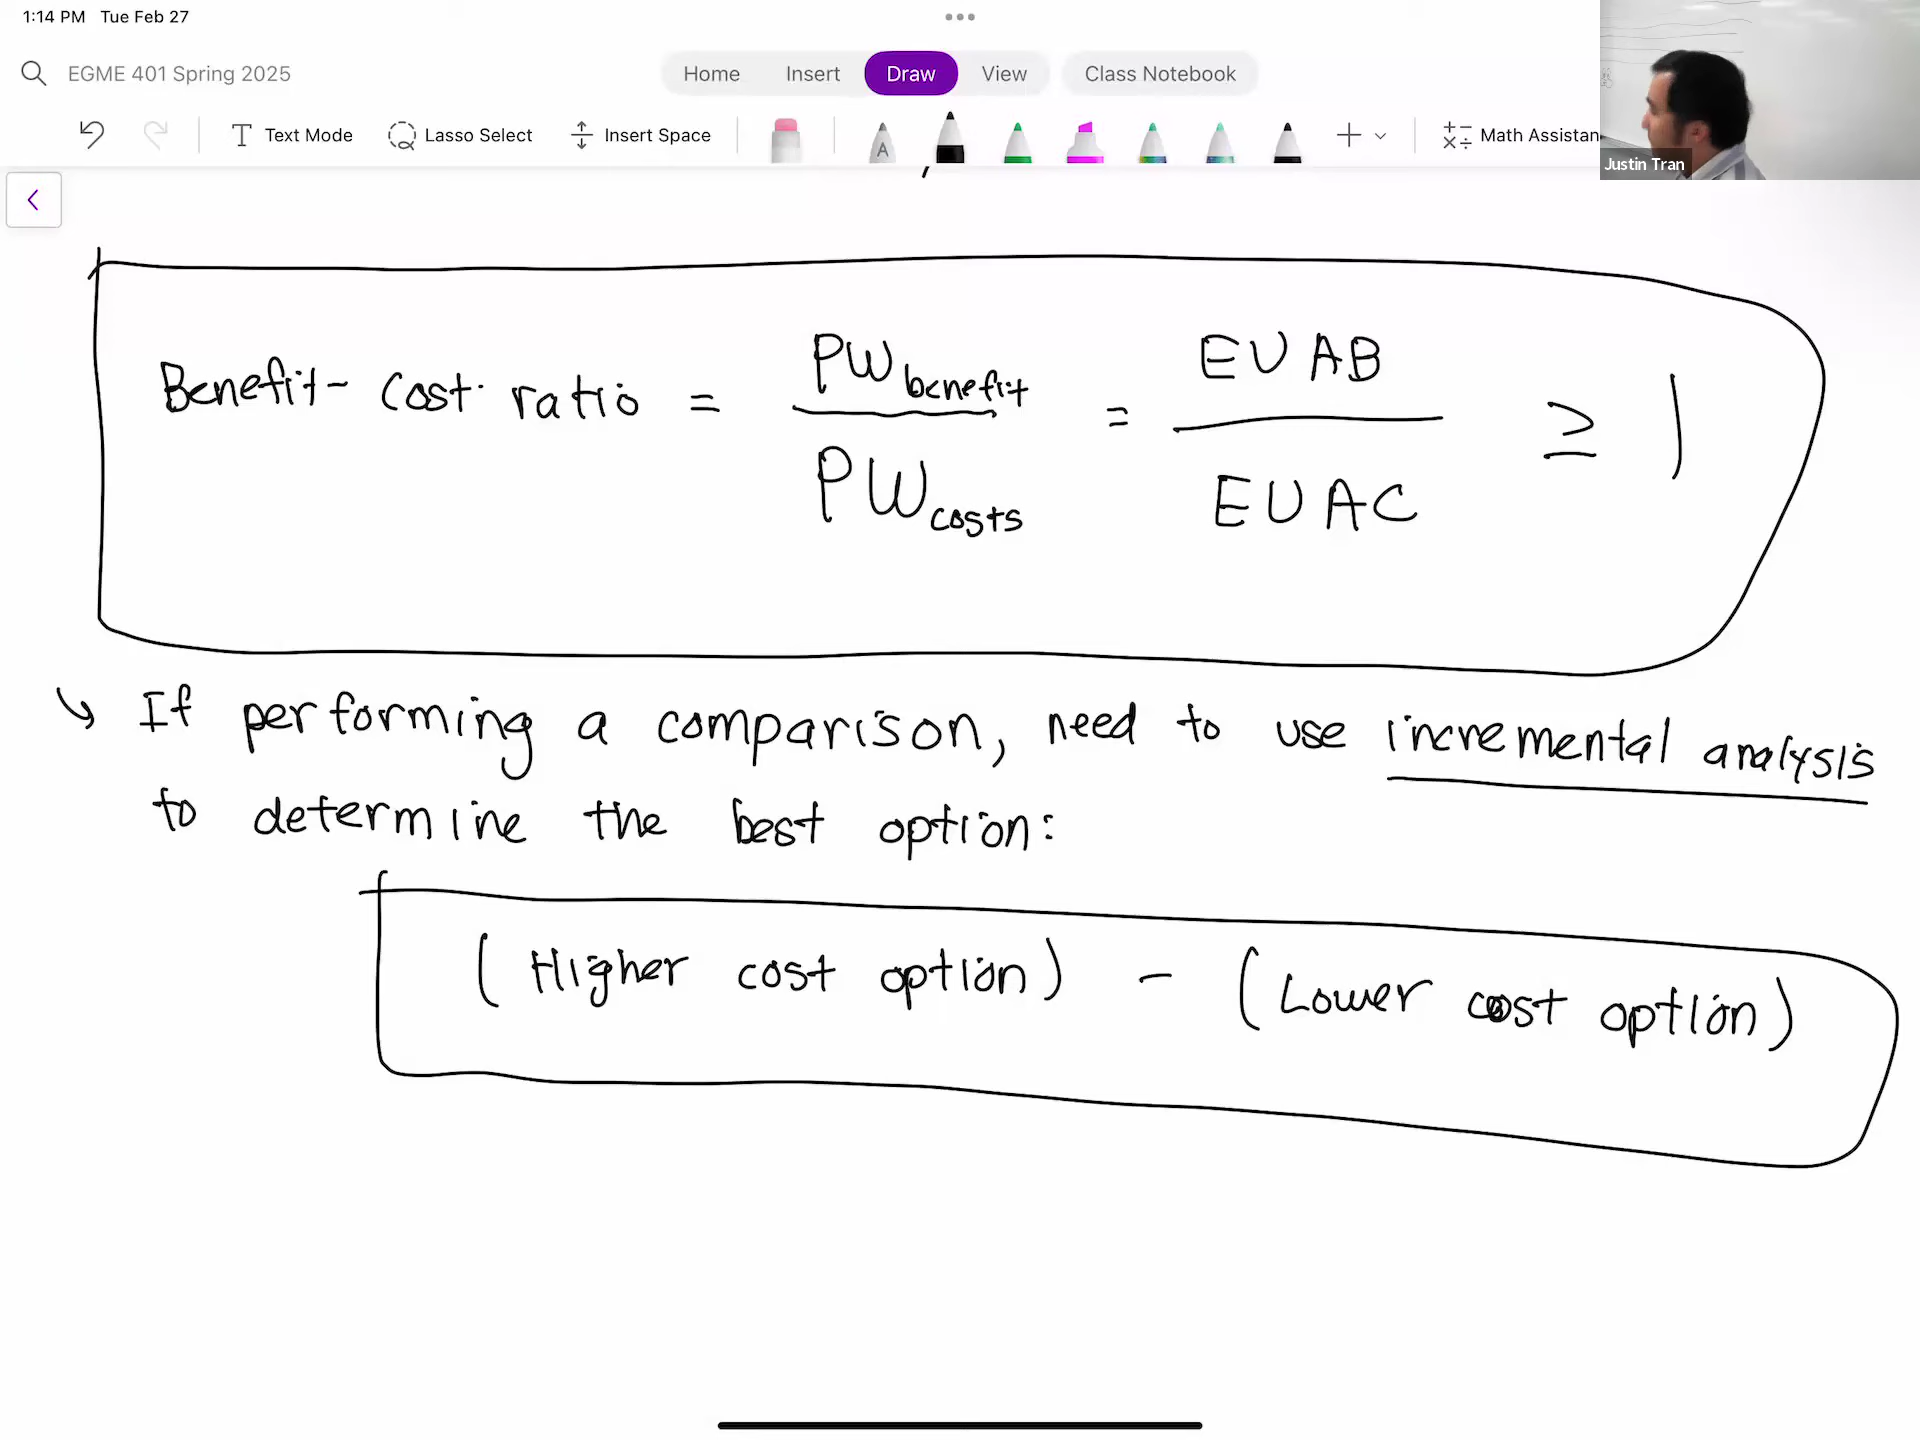 1:14 PM Tue Feb 27
EGME 401 Spring 2025
Home Insert Draw View Class Notebook
Text Mode Lasso Select Insert Space Math Assistan
Justin Tran
Benefit - cost ratio = PW benefit / PW costs = EUAB / EUAC ≥ 1
↳ If performing a comparison, need to use incremental analysis
to determine the best option:
(Higher cost option) - (Lower cost option)